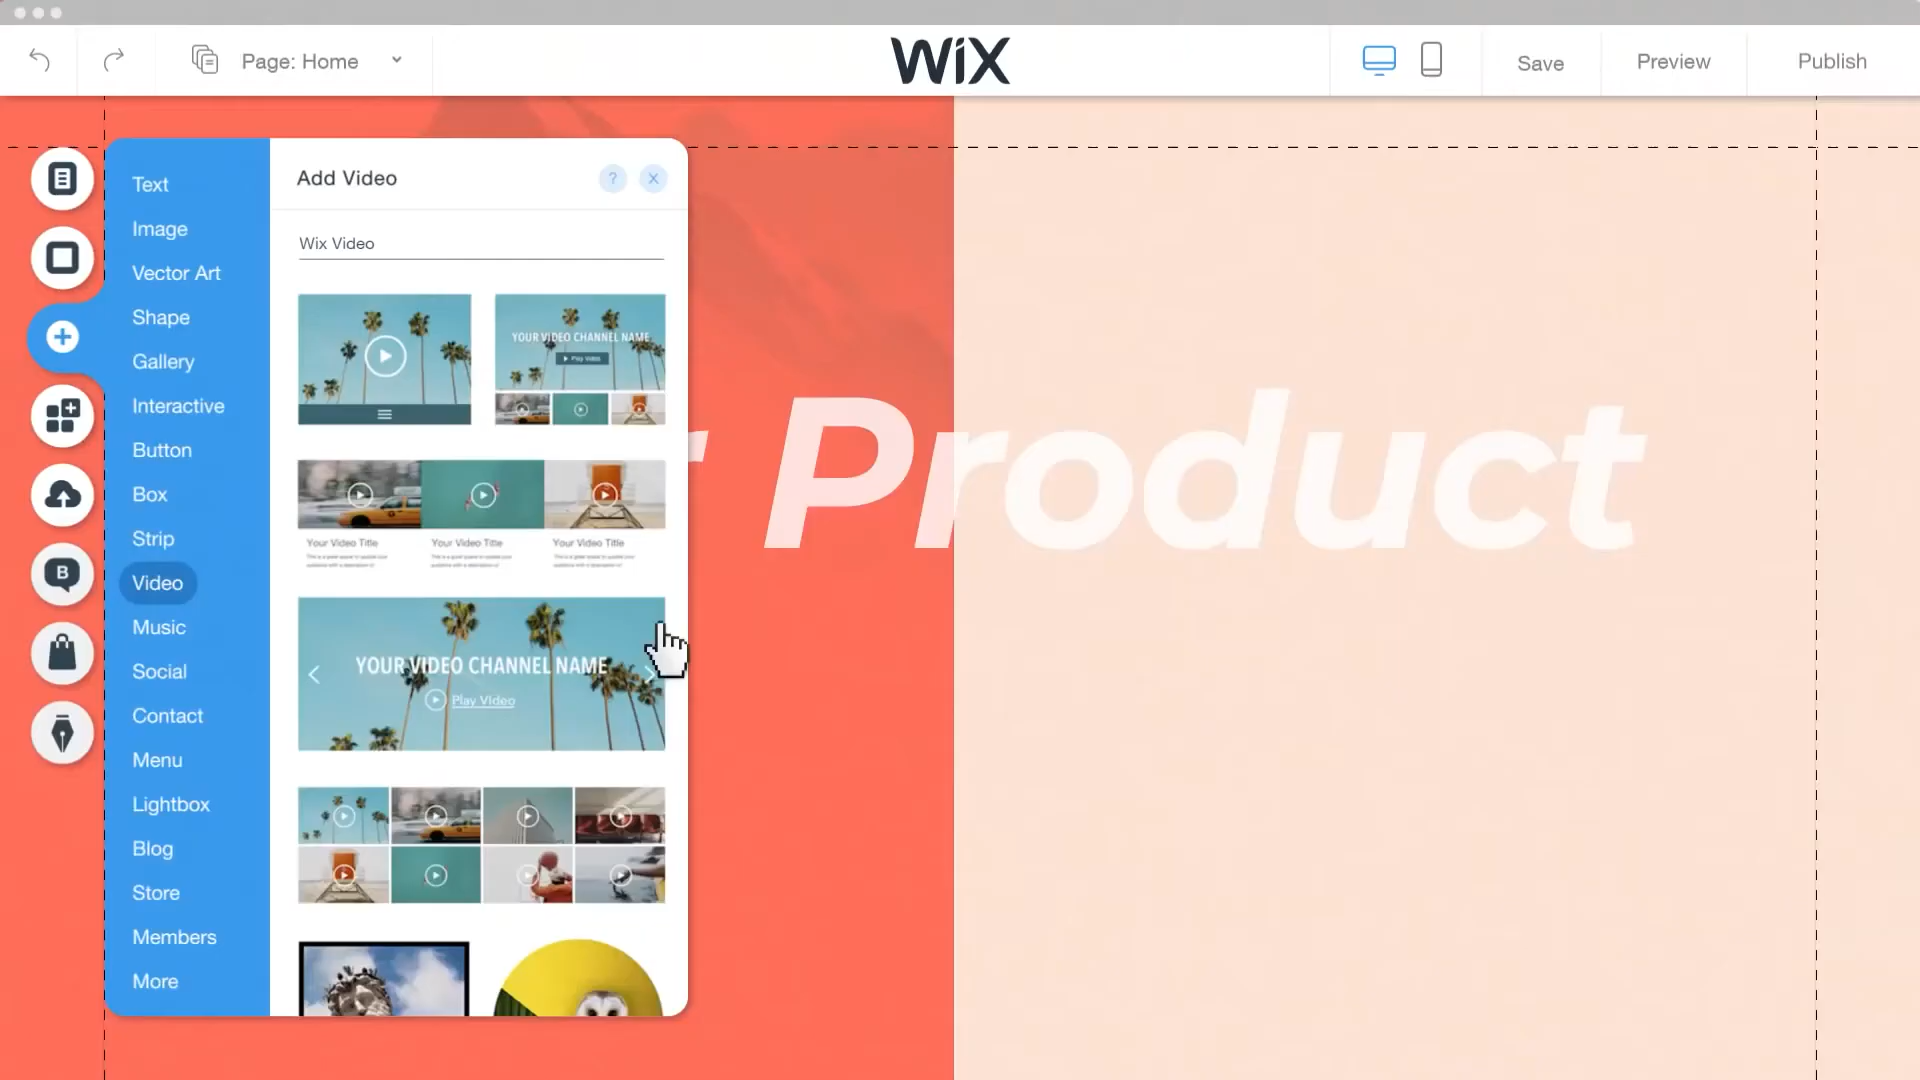 Page: Home
WiX
Save
Preview
Publish
Text
Image
Vector Art
Shape
Gallery
Interactive
Button
Box
Strip
Video
Music
Social
Contact
Menu
Lightbox
Blog
Store
Members
More
Add Video
?
Wix Video
YOUR VIDEO CHANNEL NAME
Play Video
Your Video Title
Your Video Title
Your Video Title
YOUR VIDEO CHANNEL NAME
Play Video
B
r Product